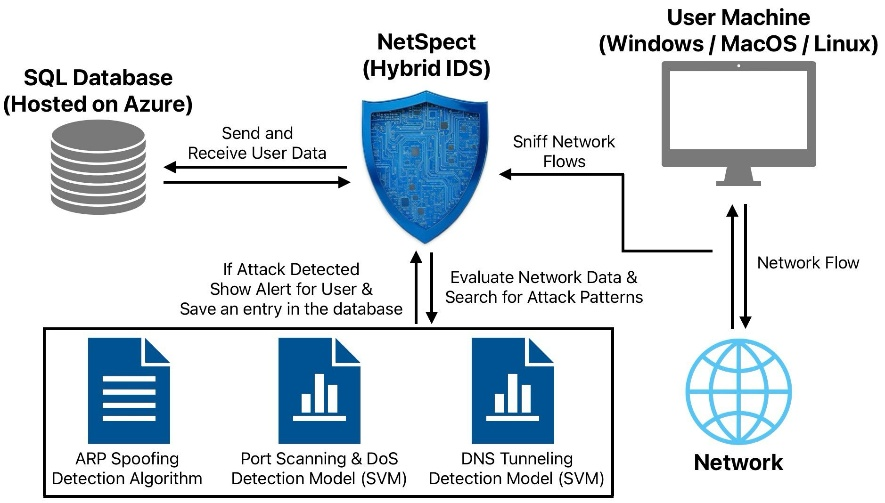 User Machine
(Windows / MacOS / Linux)
NetSpect
(Hybrid IDS)
SQL Database
(Hosted on Azure)
Send and
Receive User Data
Sniff Network
Flows
Network Flow
If Attack Detected
Show Alert for User &
Save an entry in the database
Evaluate Network Data &
Search for Attack Patterns
ARP Spoofing
Detection Algorithm
Port Scanning & DoS
Detection Model (SVM)
DNS Tunneling
Detection Model (SVM)
Network